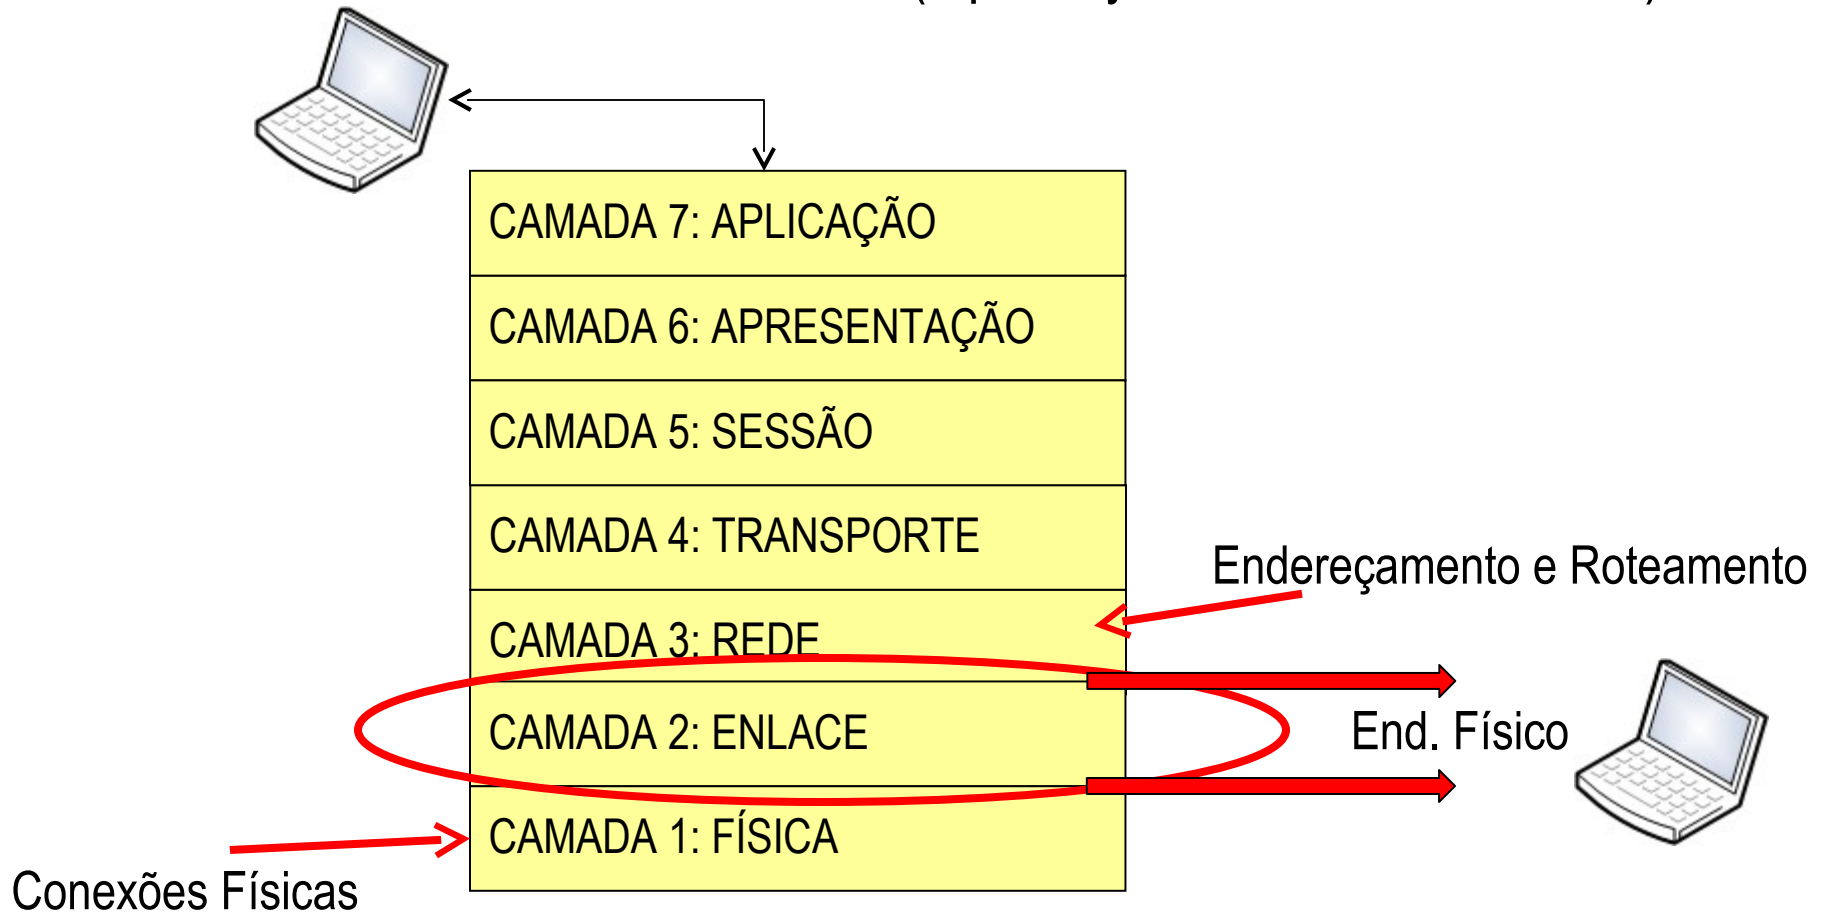 CAMADA 7: APLICAÇÃO
CAMADA 6: APRESENTAÇÃO
CAMADA 5: SESSÃO
CAMADA 4: TRANSPORTE
Endereçamento e Roteamento
CAMADA 3: REDE
CAMADA 2: ENLACE
End. Físico
CAMADA 1: FÍSICA
Conexões Físicas